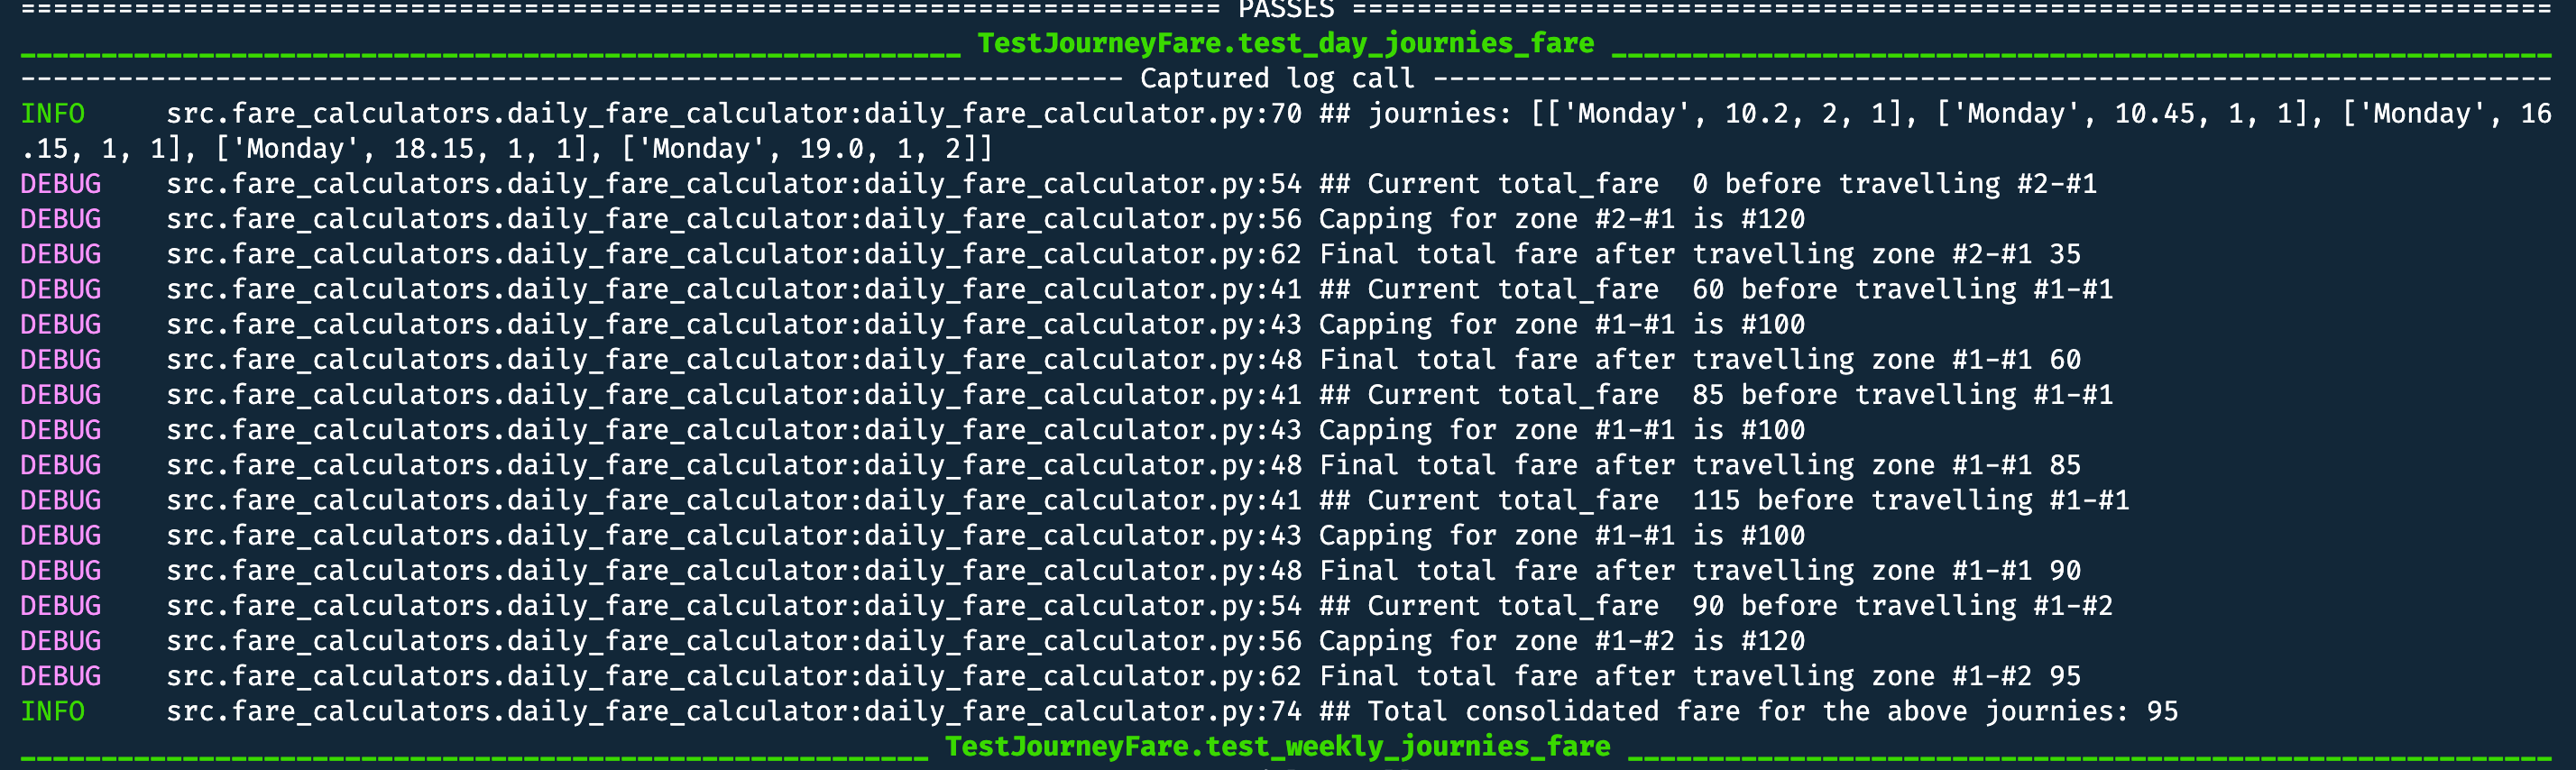 ========================================================================== PASSES ==========================================================================
__________________________________________________________ TestJourneyFare.test_day_journies_fare __________________________________________________________
-------------------------------------------------------------------- Captured log call ---------------------------------------------------------------------
INFO     src.fare_calculators.daily_fare_calculator:daily_fare_calculator.py:70 ## journies: [['Monday', 10.2, 2, 1], ['Monday', 10.45, 1, 1], ['Monday', 16
.15, 1, 1], ['Monday', 18.15, 1, 1], ['Monday', 19.0, 1, 2]]
DEBUG    src.fare_calculators.daily_fare_calculator:daily_fare_calculator.py:54 ## Current total_fare  0 before travelling #2-#1
DEBUG    src.fare_calculators.daily_fare_calculator:daily_fare_calculator.py:56 Capping for zone #2-#1 is #120
DEBUG    src.fare_calculators.daily_fare_calculator:daily_fare_calculator.py:62 Final total fare after travelling zone #2-#1 35
DEBUG    src.fare_calculators.daily_fare_calculator:daily_fare_calculator.py:41 ## Current total_fare  60 before travelling #1-#1
DEBUG    src.fare_calculators.daily_fare_calculator:daily_fare_calculator.py:43 Capping for zone #1-#1 is #100
DEBUG    src.fare_calculators.daily_fare_calculator:daily_fare_calculator.py:48 Final total fare after travelling zone #1-#1 60
DEBUG    src.fare_calculators.daily_fare_calculator:daily_fare_calculator.py:41 ## Current total_fare  85 before travelling #1-#1
DEBUG    src.fare_calculators.daily_fare_calculator:daily_fare_calculator.py:43 Capping for zone #1-#1 is #100
DEBUG    src.fare_calculators.daily_fare_calculator:daily_fare_calculator.py:48 Final total fare after travelling zone #1-#1 85
DEBUG    src.fare_calculators.daily_fare_calculator:daily_fare_calculator.py:41 ## Current total_fare  115 before travelling #1-#1
DEBUG    src.fare_calculators.daily_fare_calculator:daily_fare_calculator.py:43 Capping for zone #1-#1 is #100
DEBUG    src.fare_calculators.daily_fare_calculator:daily_fare_calculator.py:48 Final total fare after travelling zone #1-#1 90
DEBUG    src.fare_calculators.daily_fare_calculator:daily_fare_calculator.py:54 ## Current total_fare  90 before travelling #1-#2
DEBUG    src.fare_calculators.daily_fare_calculator:daily_fare_calculator.py:56 Capping for zone #1-#2 is #120
DEBUG    src.fare_calculators.daily_fare_calculator:daily_fare_calculator.py:62 Final total fare after travelling zone #1-#2 95
INFO     src.fare_calculators.daily_fare_calculator:daily_fare_calculator.py:74 ## Total consolidated fare for the above journies: 95
________________________________________________________ TestJourneyFare.test_weekly_journies_fare _________________________________________________________